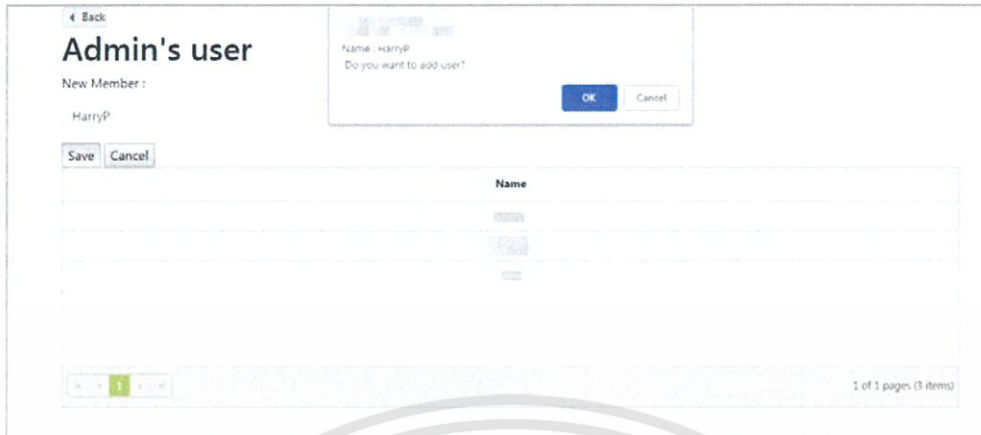 Back
Admin's user
New Member :
HarryP
Save Cancel
Name : HarryP
Do you want to add user?
OK Cancel
Name
1
1 of 1 pages (3 items)